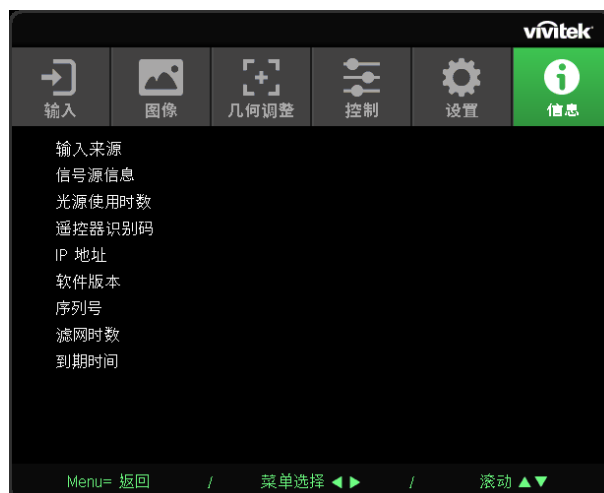 vivitek
输入 图像 几何调整 控制 设置 信息
输入来源
信号源信息
光源使用时数
遥控器识别码
IP 地址
软件版本
序列号
滤网时数
到期时间
Menu= 返回 / 菜单选择 ◀ ▶ / 滚动 ▲▼